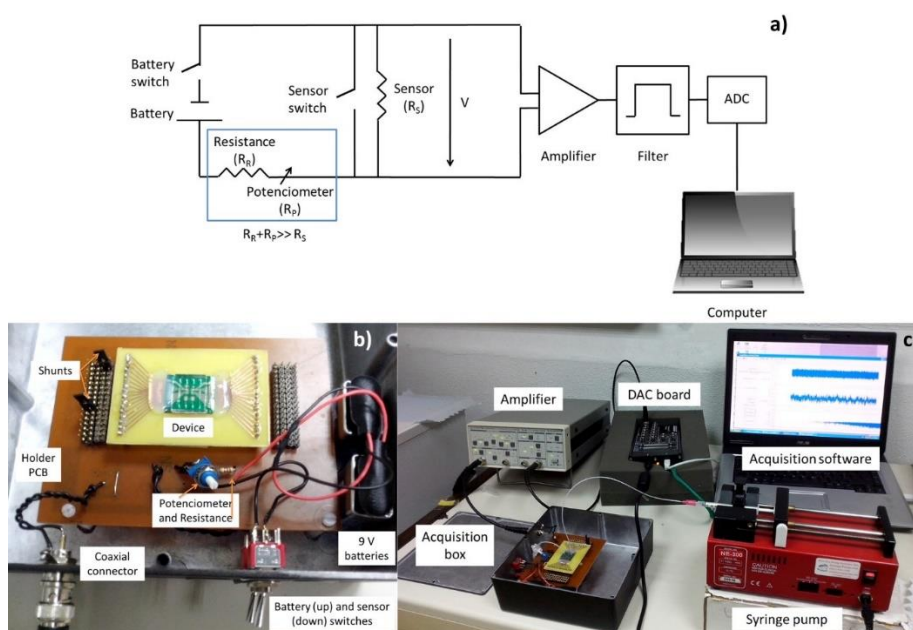 a)
Battery
switch
Battery
Sensor
switch
Sensor
(RS)
V
Resistance
(RR)
Potenciometer
(RP)
RR+RP>> RS
Amplifier
Filter
ADC
Computer
b)
Shunts
Device
Holder
PCB
Potenciometer
and Resistance
Coaxial
connector
9 V
batteries
Battery (up) and sensor
(down) switches
c
Amplifier
DAC board
Acquisition software
Acquisition
box
Syringe pump